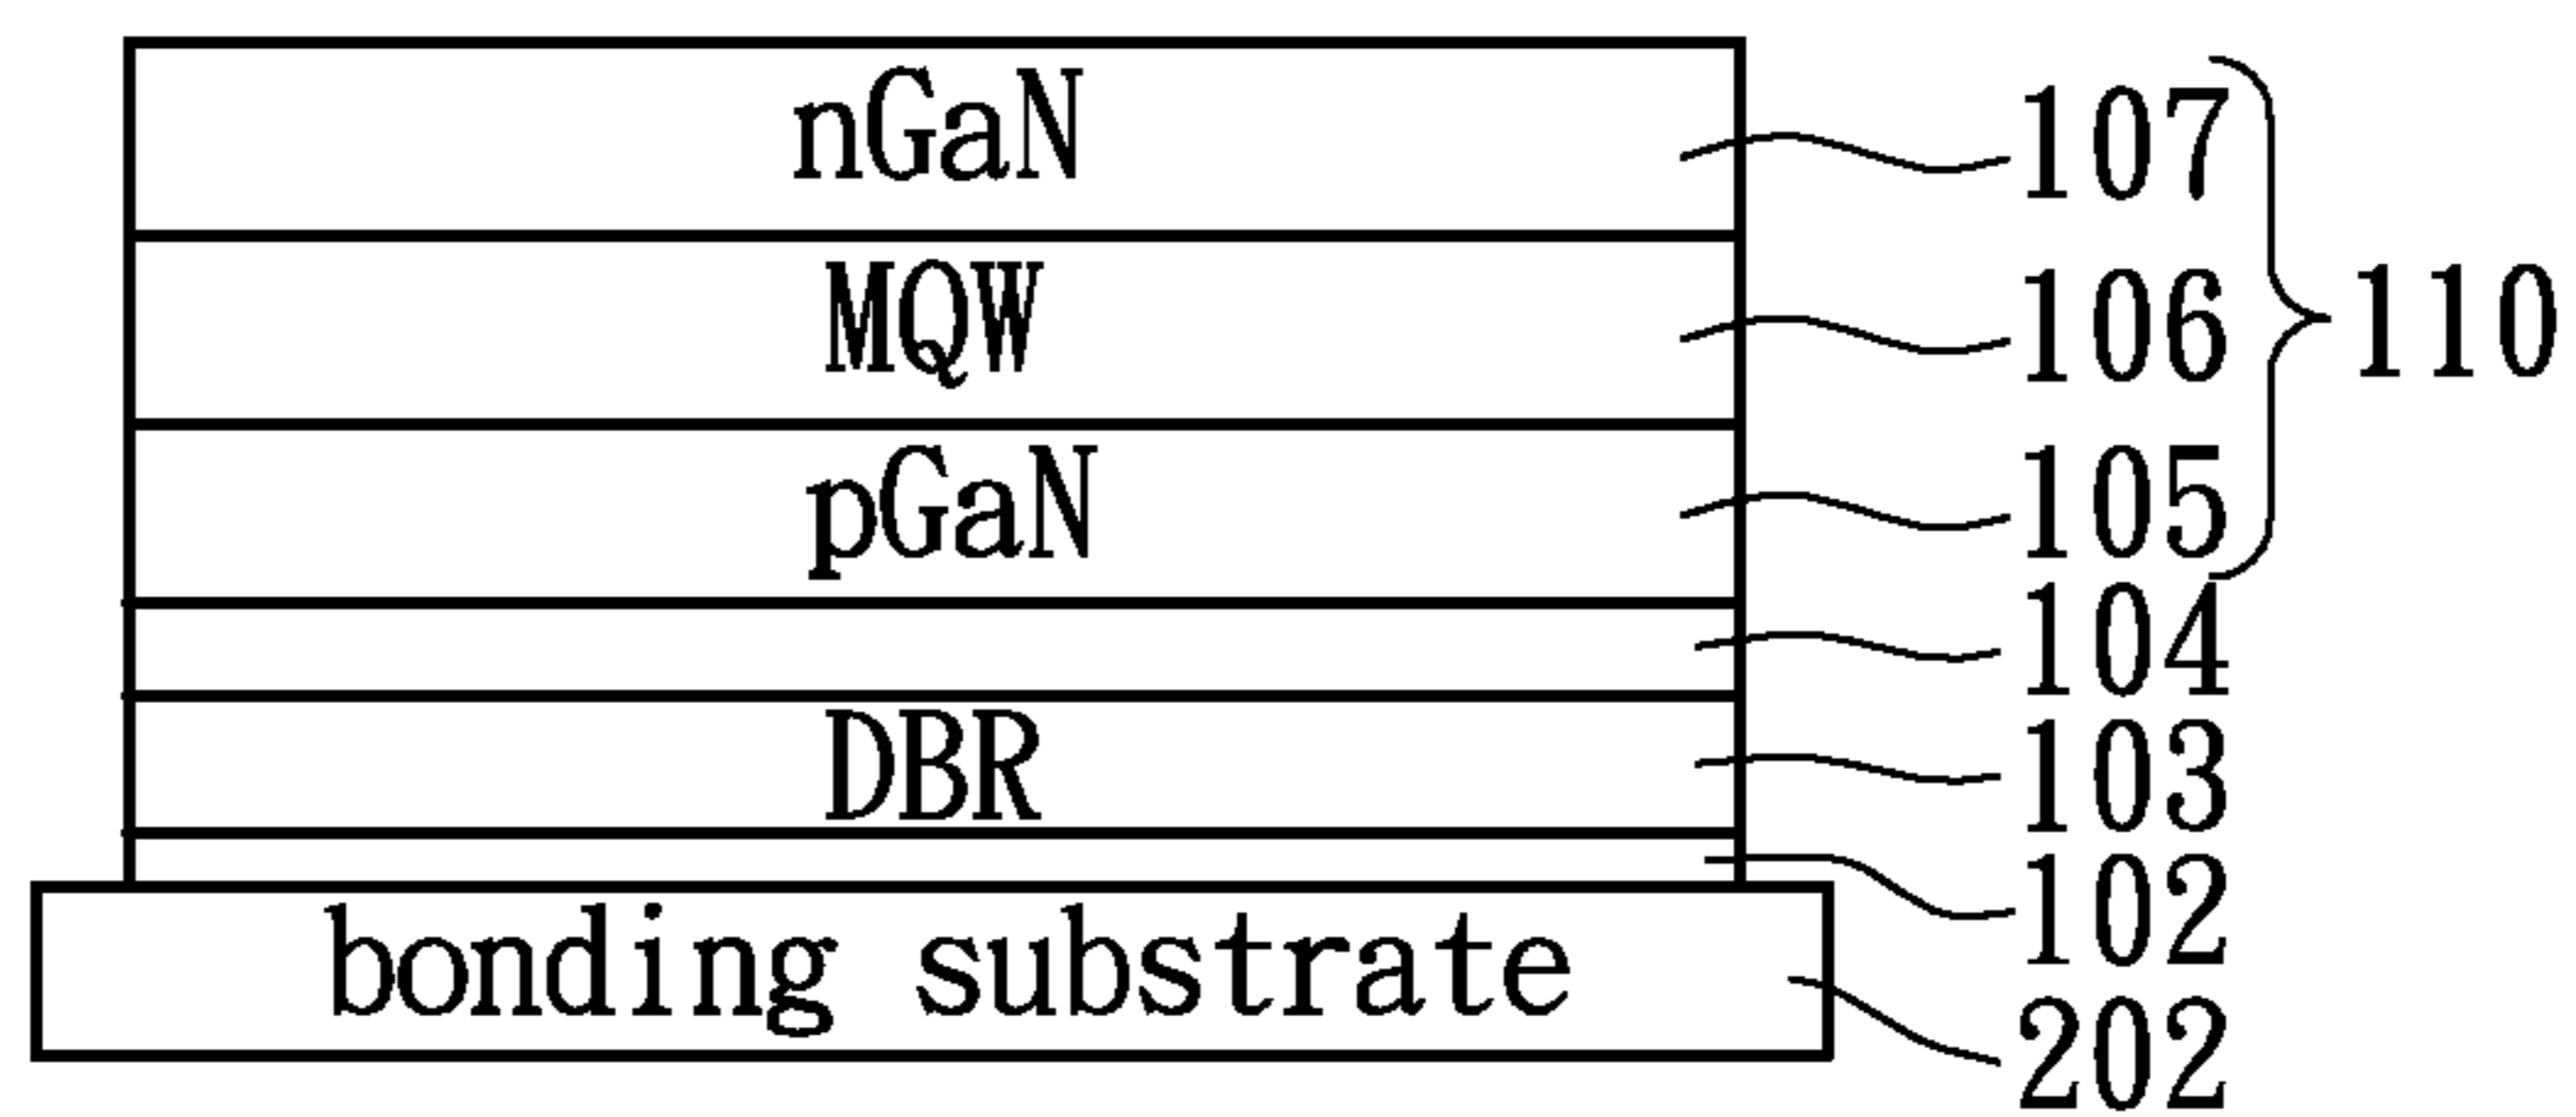 nGaN 107
MQW 106 110
pGaN 105
104
DBR 103
102
bonding substrate 202